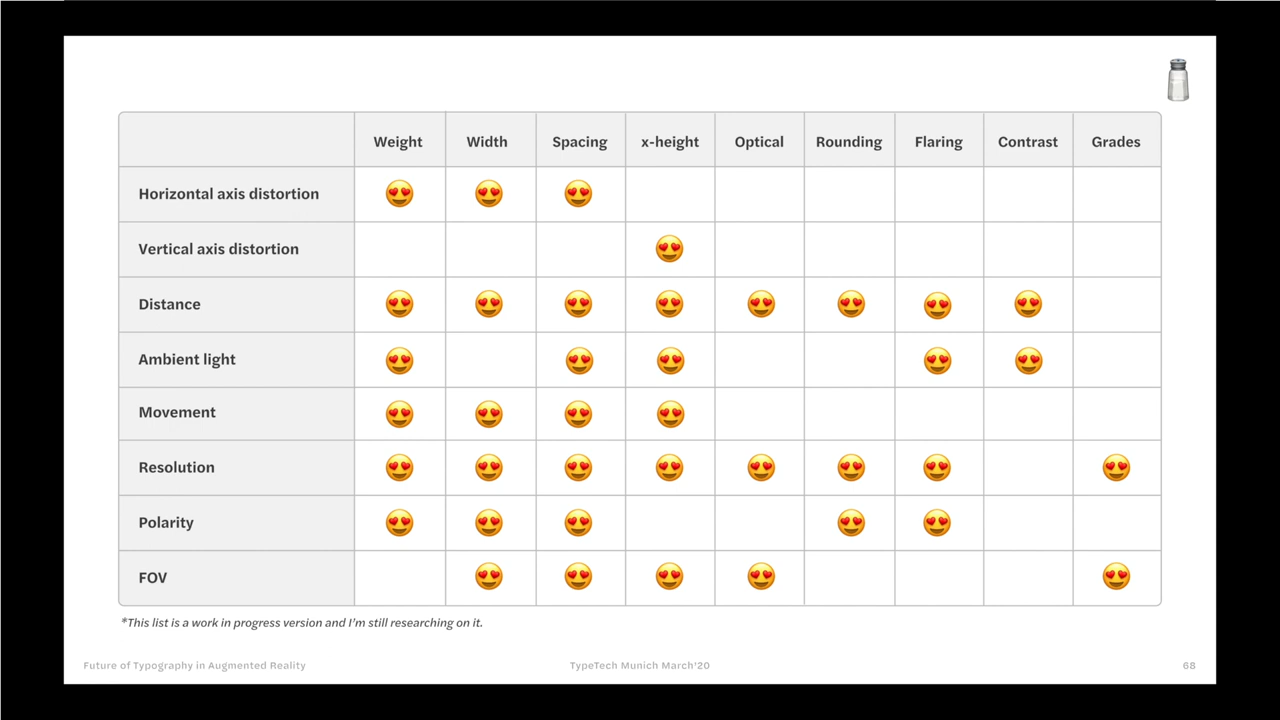 Weight Width Spacing x-height Optical Rounding Flaring Contrast Grades
Horizontal axis distortion 😍 😍 😍
Vertical axis distortion 😍
Distance 😍 😍 😍 😍 😍 😍 😍 😍
Ambient light 😍 😍 😍 😍 😍
Movement 😍 😍 😍 😍
Resolution 😍 😍 😍 😍 😍 😍 😍 😍
Polarity 😍 😍 😍 😍 😍
FOV 😍 😍 😍 😍 😍
*This list is a work in progress version and I'm still researching on it.
Future of Typography in Augmented Reality TypeTech Munich March'20 68